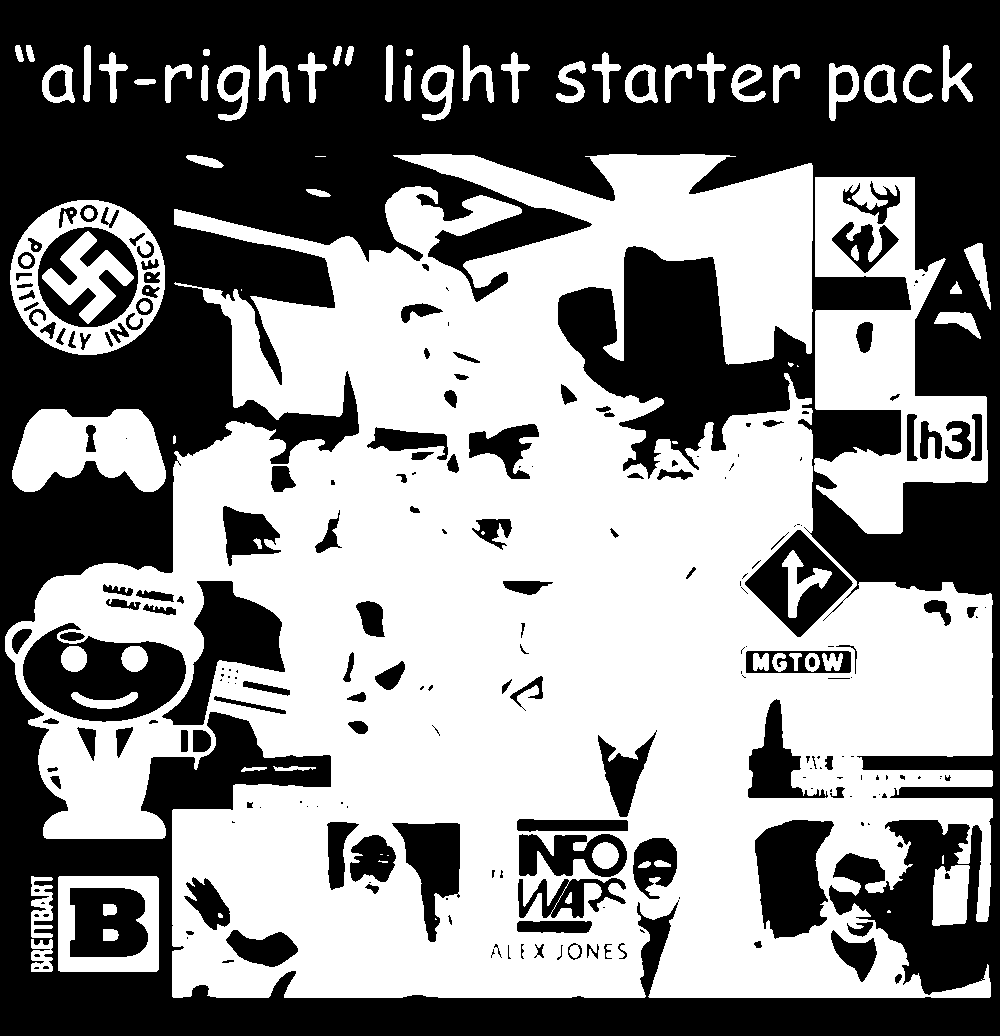 “alt-right” light starter pack
/POL/
POLITICALLY INCORRECT
A
[h3]
MAKE AMERICA
GREAT AGAIN
MGTOW
INFO
WARS
ALEX JONES
BREITBART
B